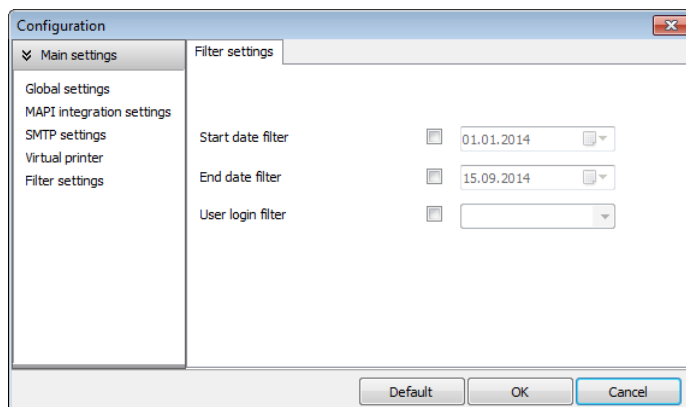 Configuration
Main settings
Global settings
MAPI integration settings
SMTP settings
Virtual printer
Filter settings
Filter settings
Start date filter
01.01.2014
End date filter
15.09.2014
User login filter
Default
OK
Cancel